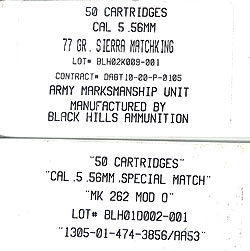 50 CARTRIDGES
CAL 5.56MM
77 GR. SIERRA MATCHKING
LOT# BLH02K009-001
CONTRACT# DABT10-00-P-0105
ARMY MARKSMANSHIP UNIT
MANUFACTURED BY
BLACK HILLS AMMUNITION
"50 CARTRIDGES"
"CAL .5 .56MM .SPECIAL MATCH"
"MK 262 MOD 0"
LOT# BLH01D002-001
"1305-01-474-3856/AA53"